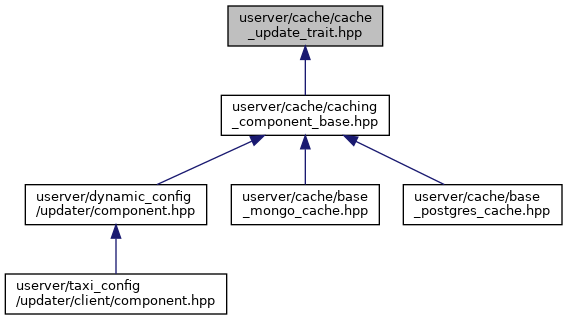 userver/cache/cache
_update_trait.hpp
userver/cache/caching
_component_base.hpp
userver/dynamic_config
/updater/component.hpp
userver/cache/base
_mongo_cache.hpp
userver/cache/base
_postgres_cache.hpp
userver/taxi_config
/updater/client/component.hpp